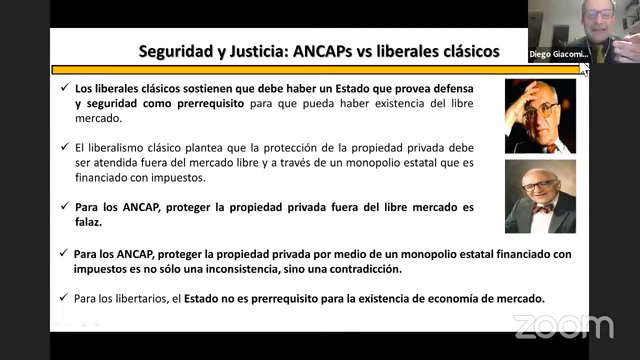 Diego Giacomi...
Seguridad y Justicia: ANCAPs vs liberales clásicos
✓ Los liberales clásicos sostienen que debe haber un Estado que provea defensa
y seguridad como prerrequisito para que pueda haber existencia del libre
mercado.
✓ El liberalismo clásico plantea que la protección de la propiedad privada debe
ser atendida fuera del mercado libre y a través de un monopolio estatal que es
financiado con impuestos.
✓ Para los ANCAP, proteger la propiedad privada fuera del libre mercado es
falaz.
✓ Para los ANCAP, proteger la propiedad privada por medio de un monopolio estatal financiado con
impuestos es no sólo una inconsistencia, sino una contradicción.
✓ Para los libertarios, el Estado no es prerrequisito para la existencia de economía de mercado.
zoom